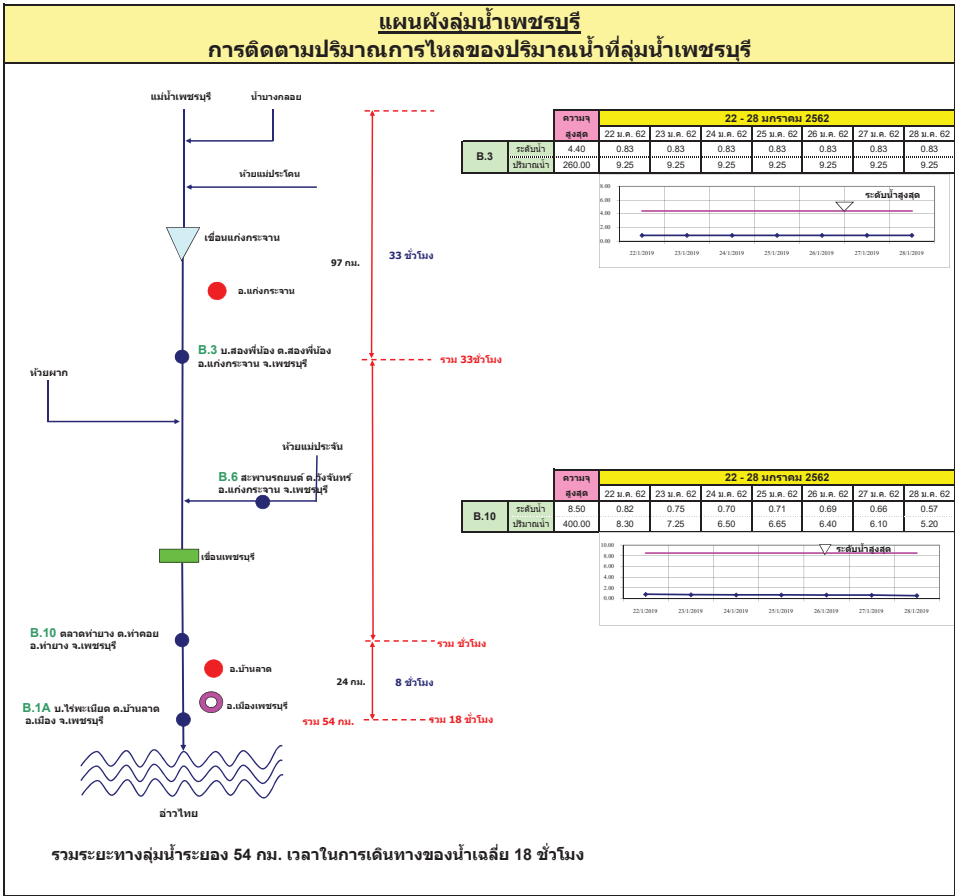 แผนผังลุ่มน้ำเพชรบุรี
การติดตามปริมาณการไหลของปริมาณน้ำที่ลุ่มน้ำเพชรบุรี
แม่น้ำเพชรบุรี
น้ำบางกลอย
ห้วยแม่ประโดน
เขื่อนแก่งกระจาน
97 กม.
33 ชั่วโมง
อ.แก่งกระจาน
B.3 บ.สองพี่น้อง ต.สองพี่น้อง
อ.แก่งกระจาน จ.เพชรบุรี
รวม 33ชั่วโมง
ห้วยผาก
ห้วยแม่ประจัน
B.6 สะพานรถยนต์ ต.วังจันทร์
อ.แก่งกระจาน จ.เพชรบุรี
เขื่อนเพชรบุรี
B.10 ตลาดท่ายาง ต.ท่าคอย
อ.ท่ายาง จ.เพชรบุรี
รวม ชั่วโมง
อ.บ้านลาด
24 กม.
8 ชั่วโมง
อ.เมืองเพชรบุรี
B.1A บ.ไร่พะเนียด ต.บ้านลาด
อ.เมือง จ.เพชรบุรี
รวม 54 กม.
รวม 18 ชั่วโมง
อ่าวไทย
รวมระยะทางลุ่มน้ำระยอง 54 กม. เวลาในการเดินทางของน้ำเฉลี่ย 18 ชั่วโมง
ความจุ 22 - 28 มกราคม 2562
สูงสุด 22 ม.ค. 62 23 ม.ค. 62 24 ม.ค. 62 25 ม.ค. 62 26 ม.ค. 62 27 ม.ค. 62 28 ม.ค. 62
B.3
ระดับน้ำ 4.40 0.83 0.83 0.83 0.83 0.83 0.83 0.83
ปริมาณน้ำ 260.00 9.25 9.25 9.25 9.25 9.25 9.25 9.25
ระดับน้ำสูงสุด
8.00
6.00
4.00
2.00
0.00
22/1/2019 23/1/2019 24/1/2019 25/1/2019 26/1/2019 27/1/2019 28/1/2019
ความจุ 22 - 28 มกราคม 2562
สูงสุด 22 ม.ค. 62 23 ม.ค. 62 24 ม.ค. 62 25 ม.ค. 62 26 ม.ค. 62 27 ม.ค. 62 28 ม.ค. 62
B.10
ระดับน้ำ 8.50 0.82 0.75 0.70 0.71 0.69 0.66 0.57
ปริมาณน้ำ 400.00 8.30 7.25 6.50 6.65 6.40 6.10 5.20
ระดับน้ำสูงสุด
10.00
8.00
6.00
4.00
2.00
0.00
22/1/2019 23/1/2019 24/1/2019 25/1/2019 26/1/2019 27/1/2019 28/1/2019